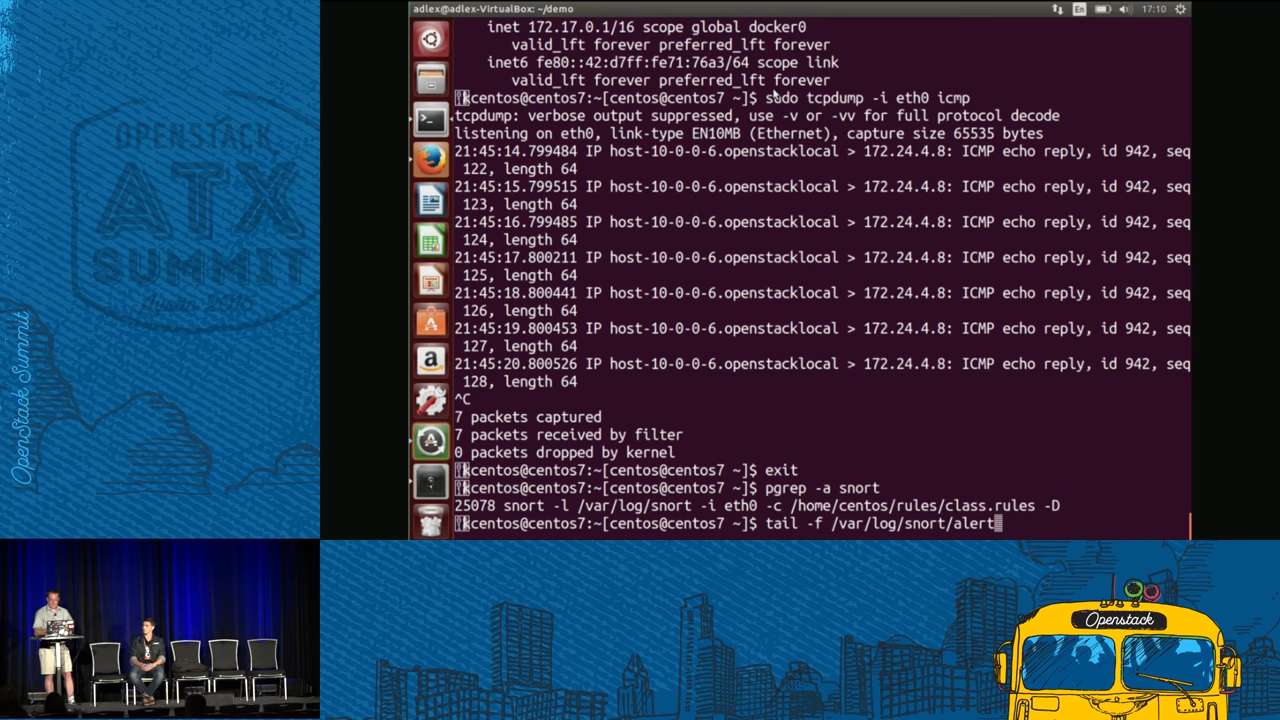 adlex@adlex-VirtualBox: ~/demo
En
17:10
inet 172.17.0.1/16 scope global docker0
valid_lft forever preferred_lft forever
inet6 fe80::42:d7ff:fe71:76a3/64 scope link
valid_lft forever preferred_lft forever
centos@centos7:~[centos@centos7 ~]$ sudo tcpdump -i eth0 icmp
tcpdump: verbose output suppressed, use -v or -vv for full protocol decode
listening on eth0, link-type EN10MB (Ethernet), capture size 65535 bytes
21:45:14.799484 IP host-10-0-0-6.openstacklocal > 172.24.4.8: ICMP echo reply, id 942, seq
122, length 64
21:45:15.799515 IP host-10-0-0-6.openstacklocal > 172.24.4.8: ICMP echo reply, id 942, seq
123, length 64
21:45:16.799485 IP host-10-0-0-6.openstacklocal > 172.24.4.8: ICMP echo reply, id 942, seq
124, length 64
21:45:17.800211 IP host-10-0-0-6.openstacklocal > 172.24.4.8: ICMP echo reply, id 942, seq
125, length 64
21:45:18.800441 IP host-10-0-0-6.openstacklocal > 172.24.4.8: ICMP echo reply, id 942, seq
126, length 64
21:45:19.800453 IP host-10-0-0-6.openstacklocal > 172.24.4.8: ICMP echo reply, id 942, seq
127, length 64
21:45:20.800526 IP host-10-0-0-6.openstacklocal > 172.24.4.8: ICMP echo reply, id 942, seq
128, length 64
^C
7 packets captured
7 packets received by filter
0 packets dropped by kernel
centos@centos7:~[centos@centos7 ~]$ exit
centos@centos7:~[centos@centos7 ~]$ pgrep -a snort
25078 snort -l /var/log/snort -i eth0 -c /home/centos/rules/class.rules -D
centos@centos7:~[centos@centos7 ~]$ tail -f /var/log/snort/alert
OPENSTACK
ATX
SUMMIT
OpenStack Summit
Openstack